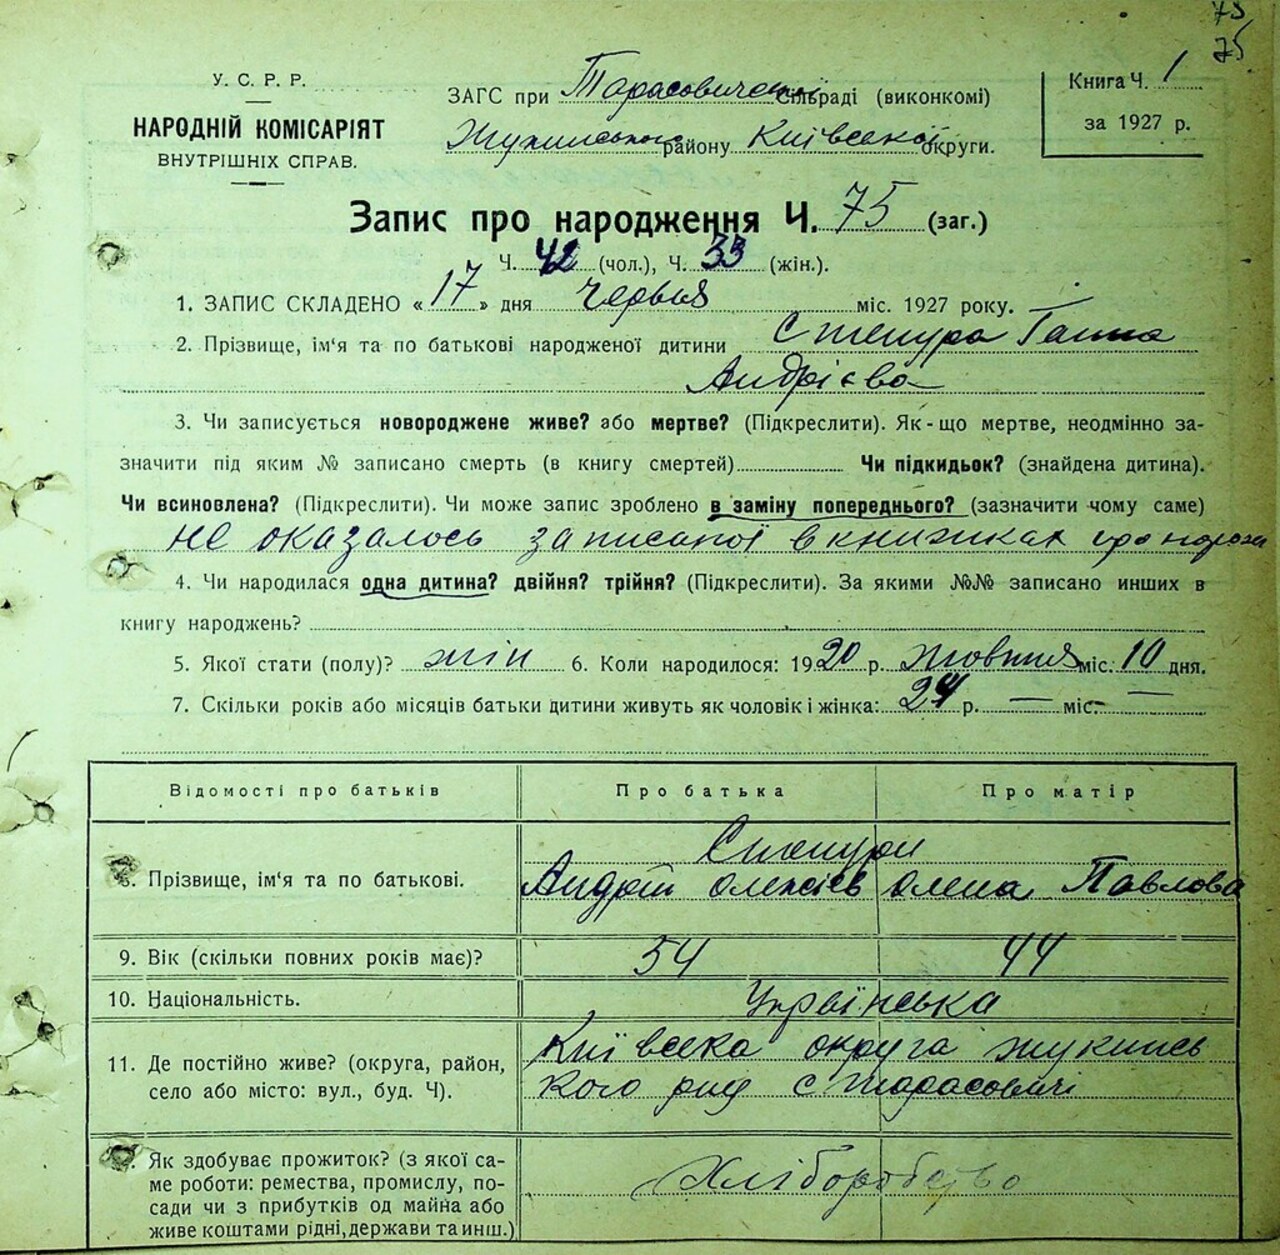 75
75
У. С. Р. Р.
НАРОДНІЙ КОМІСАРІЯТ
ВНУТРІШНІХ СПРАВ.
ЗАГС при Тарасовической Сільраді (виконкомі)
Жукинського району Київської округи.
Книга Ч. 1
за 1927 р.
Запис про народження Ч. 75 (заг.)
Ч. 42 (чол.), Ч. 33 (жін.).
1. ЗАПИС СКЛАДЕНО « 17 » дня червня міс. 1927 року.
2. Прізвище, ім'я та по батькові народженої дитини Степура Ганна
Андрієва
3. Чи записується новороджене живе? або мертве? (Підкреслити). Як-що мертве, неодмінно за-
значити під яким № записано смерть (в книгу смертей) Чи підкидьок? (знайдена дитина).
Чи всиновлена? (Підкреслити). Чи може запис зроблено в заміну попереднього? (зазначити чому саме)
не оказалось записаної в книжках про народж
4. Чи народилася одна дитина? двійня? трійня? (Підкреслити). За якими №№ записано инших в
книгу народжень?
5. Якої стати (полу)? жін 6. Коли народилося: 1920 р. жовтня міс. 10 дня.
7. Скільки років або місяців батьки дитини живуть як чоловік і жінка: 24 р. — міс. —
Відомості про батьків Про батька Про матір
Степури
8. Прізвище, ім'я та по батькові. Андрій Олексієв Олена Павлова
9. Вік (скільки повних років має)? 54 44
10. Національність. Україінська
11. Де постійно живе? (округа, район, Київська округа Жукинсь
село або місто: вул., буд. Ч). кого рну с Тарасовичі
Як здобуває прожиток? (з якої са-
ме роботи: ремества, промислу, по- Хліборобство
сади чи з прибутків од майна або
живе коштами рідні, держави та инш.)